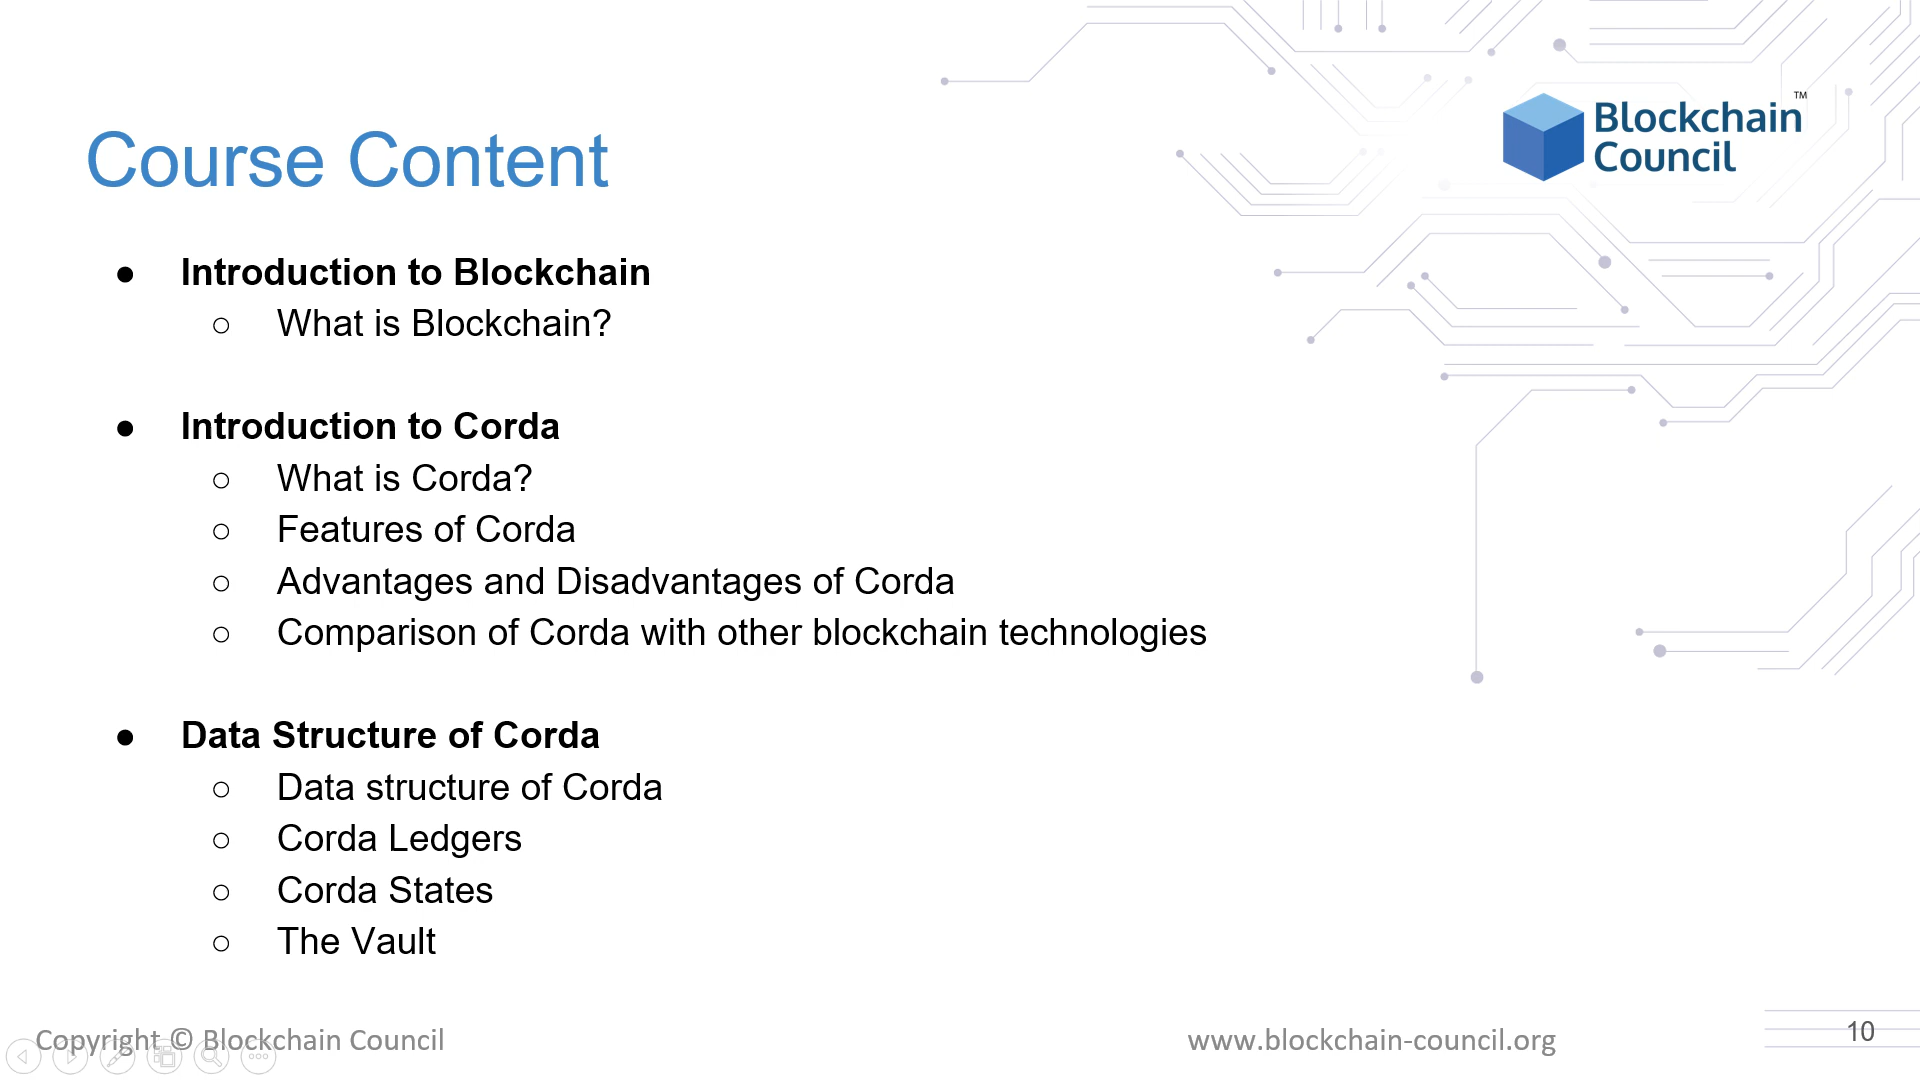 Course Content
Blockchain™
Council
● Introduction to Blockchain
○ What is Blockchain?
● Introduction to Corda
○ What is Corda?
○ Features of Corda
○ Advantages and Disadvantages of Corda
○ Comparison of Corda with other blockchain technologies
● Data Structure of Corda
○ Data structure of Corda
○ Corda Ledgers
○ Corda States
○ The Vault
Copyright © Blockchain Council
www.blockchain-council.org
10